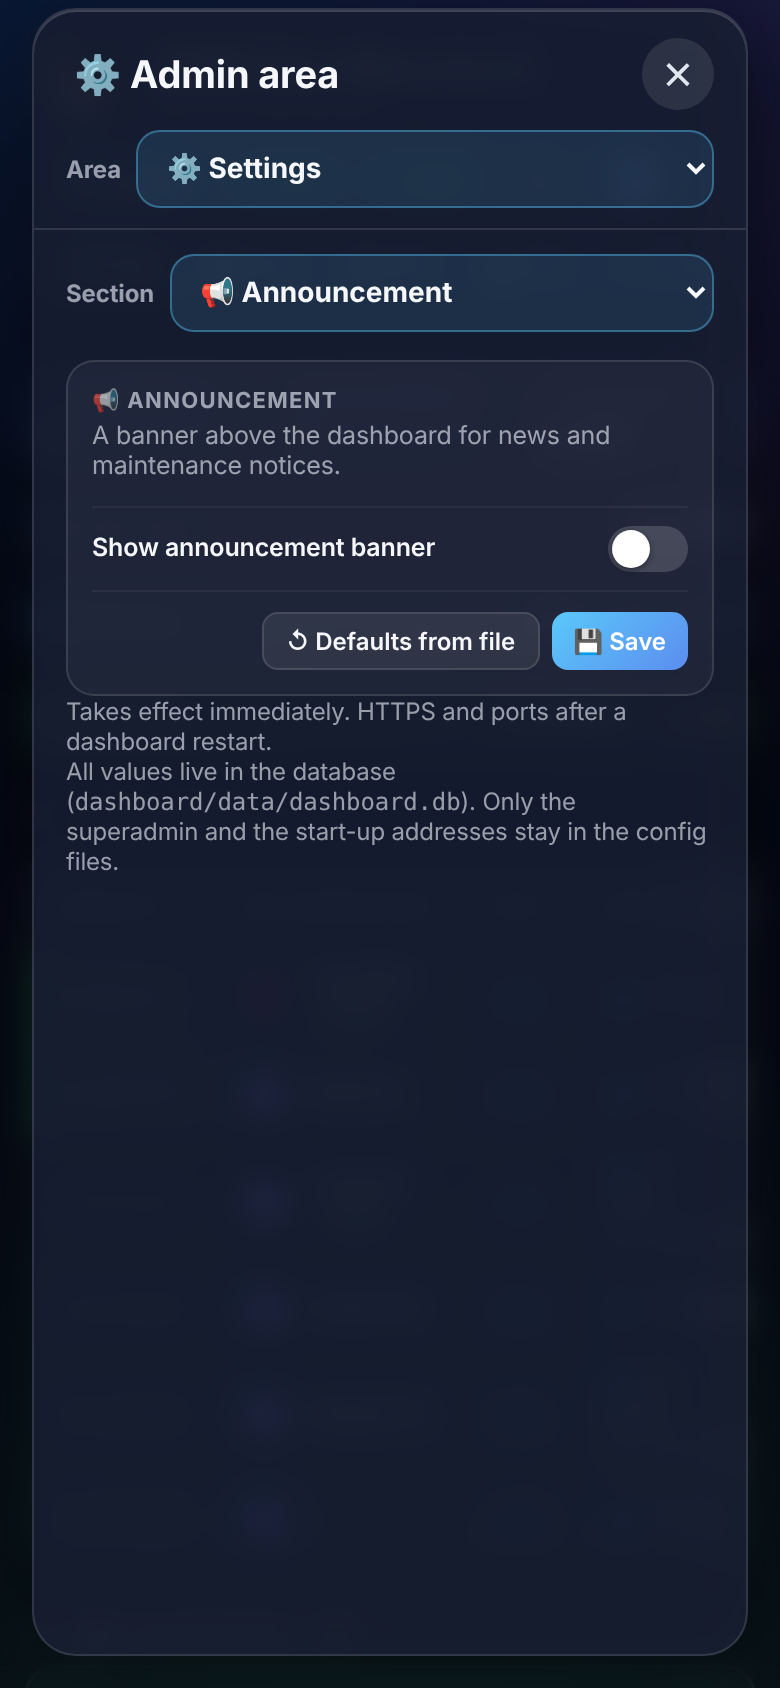 ⚙️ Admin area
Area
⚙️ Settings
Section
📢 Announcement
📢 ANNOUNCEMENT
A banner above the dashboard for news and
maintenance notices.
Show announcement banner
↺ Defaults from file
💾 Save
Takes effect immediately. HTTPS and ports after a
dashboard restart.
All values live in the database
(dashboard/data/dashboard.db). Only the
superadmin and the start-up addresses stay in the config
files.